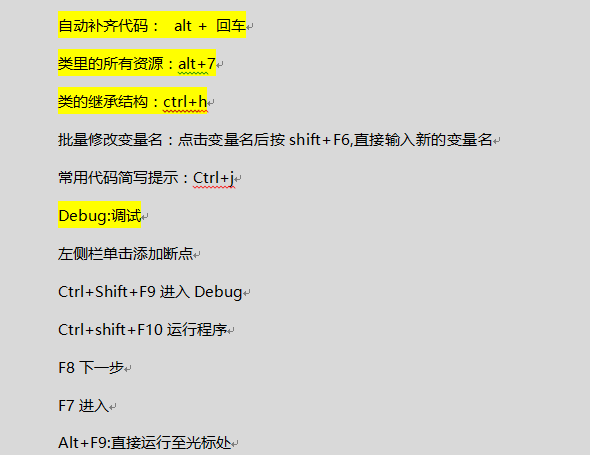 自动补齐代码： alt + 回车
类里的所有资源：alt+7
类的继承结构：ctrl+h
批量修改变量名：点击变量名后按 shift+F6,直接输入新的变量名
常用代码简写提示：Ctrl+j
Debug:调试
左侧栏单击添加断点
Ctrl+Shift+F9 进入 Debug
Ctrl+shift+F10 运行程序
F8 下一步
F7 进入
Alt+F9:直接运行至光标处